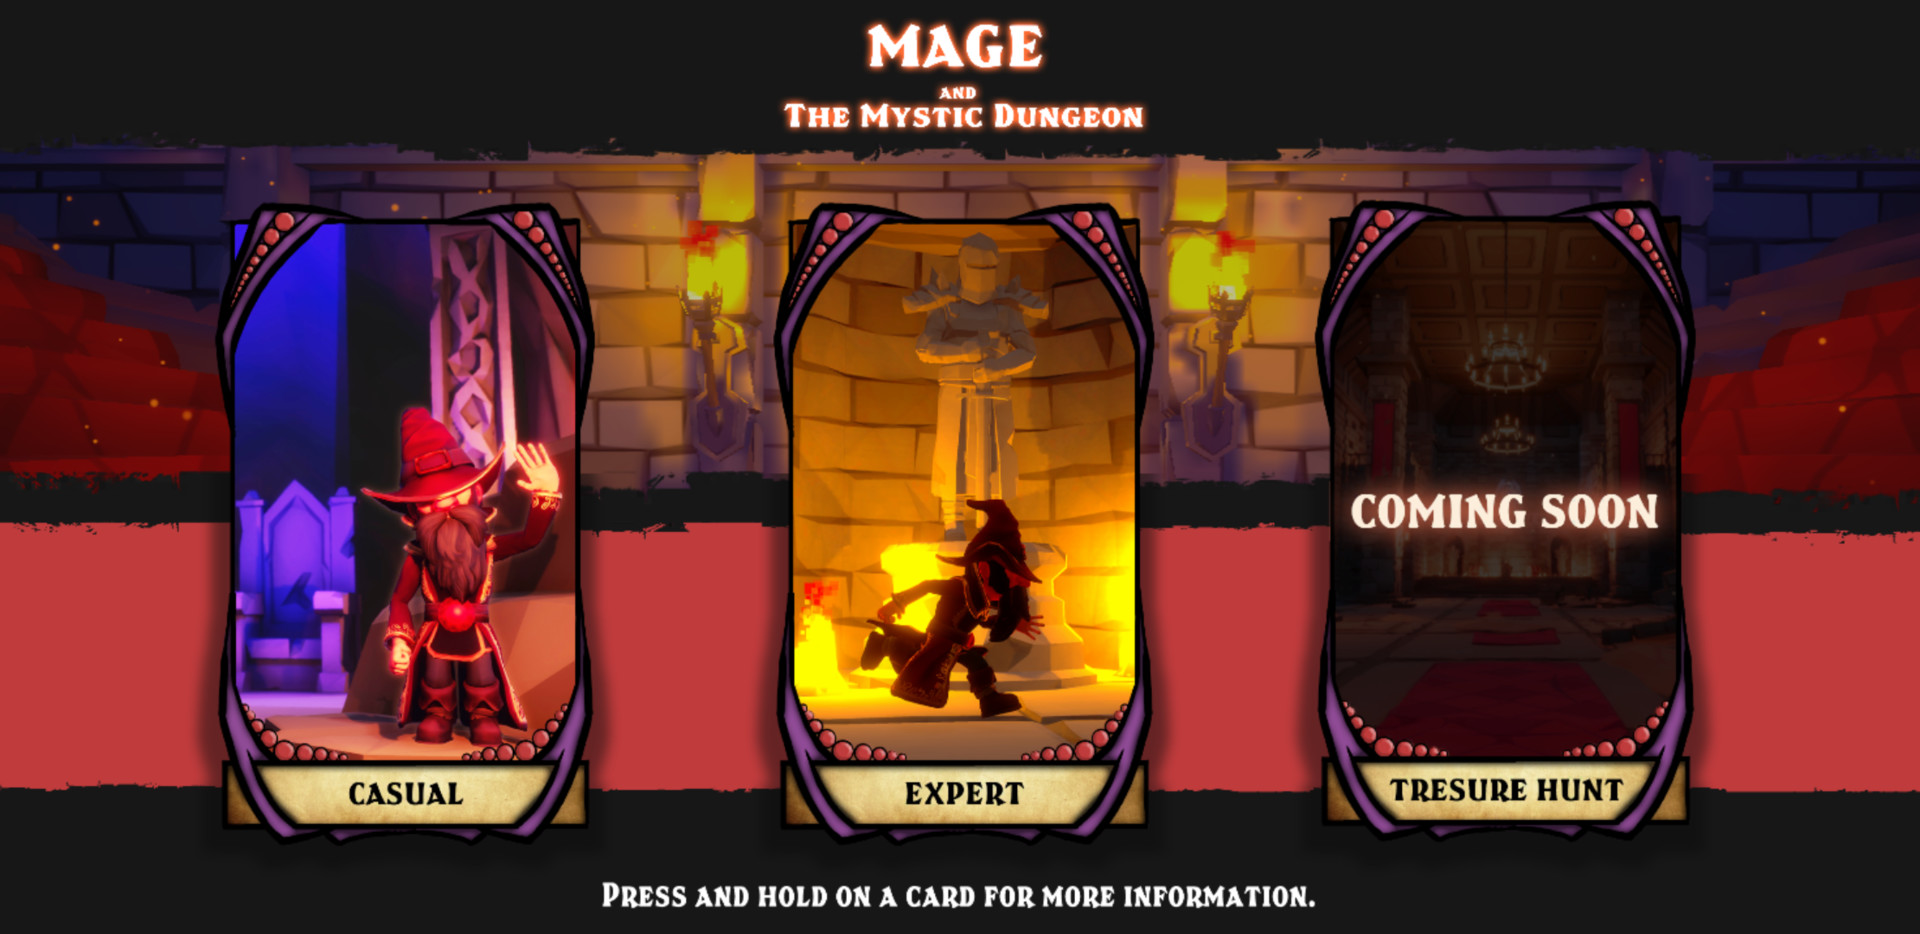 MAGE
AND
THE MYSTIC DUNGEON
COMING SOON
CASUAL
EXPERT
TRESURE HUNT
PRESS AND HOLD ON A CARD FOR MORE INFORMATION.